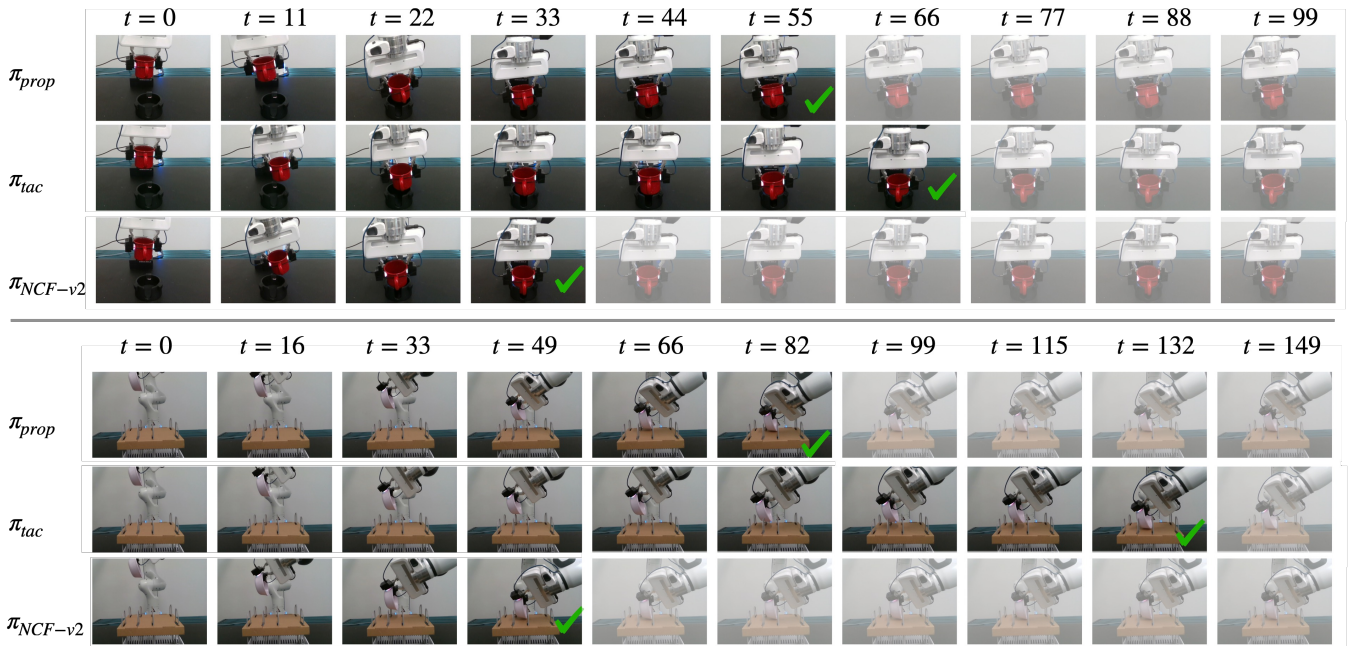 t = 0 t = 11 t = 22 t = 33 t = 44 t = 55 t = 66 t = 77 t = 88 t = 99
π_prop
π_tac
π_NCF−v2
t = 0 t = 16 t = 33 t = 49 t = 66 t = 82 t = 99 t = 115 t = 132 t = 149
π_prop
π_tac
π_NCF−v2